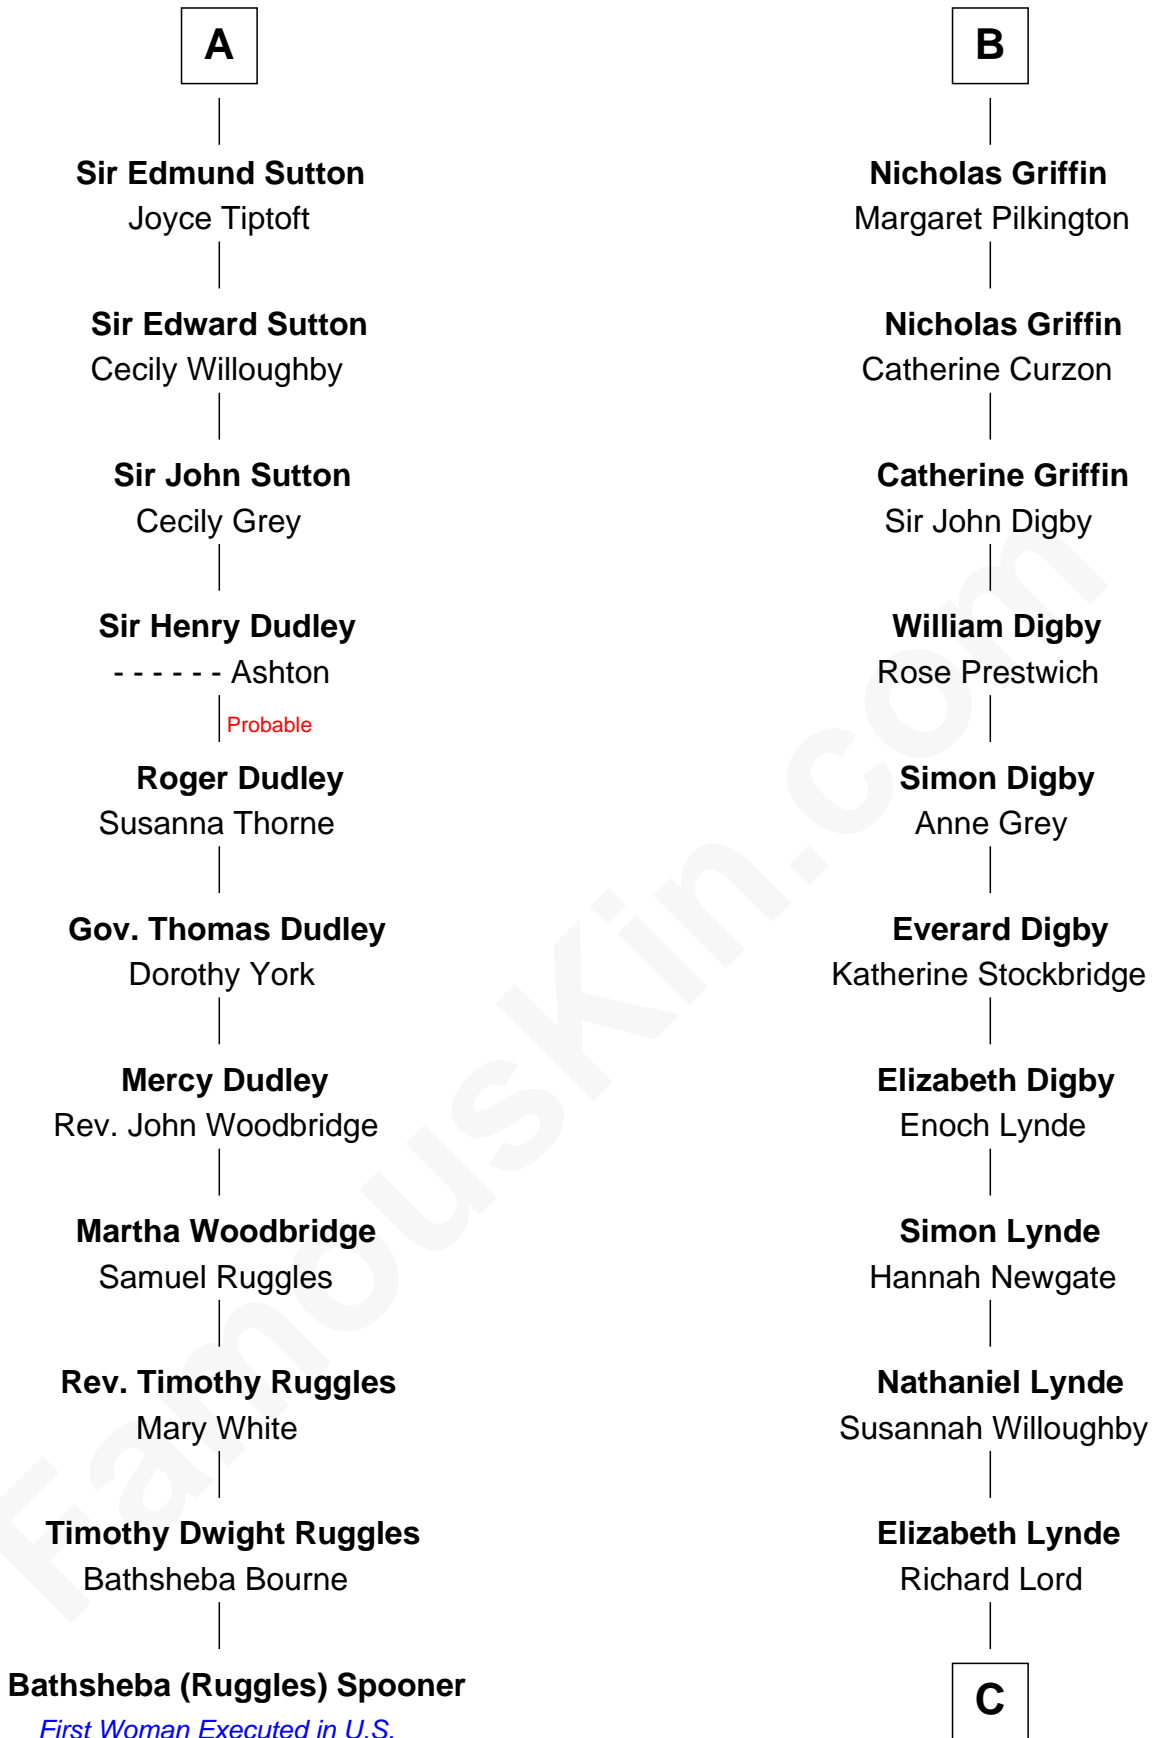 A
Sir Edmund Sutton
Joyce Tiptoft
Sir Edward Sutton
Cecily Willoughby
Sir John Sutton
Cecily Grey
Sir Henry Dudley
- - - - - - Ashton
Probable
Roger Dudley
Susanna Thorne
Gov. Thomas Dudley
Dorothy York
Mercy Dudley
Rev. John Woodbridge
Martha Woodbridge
Samuel Ruggles
Rev. Timothy Ruggles
Mary White
Timothy Dwight Ruggles
Bathsheba Bourne
Bathsheba (Ruggles) Spooner
First Woman Executed in U.S.
B
Nicholas Griffin
Margaret Pilkington
Nicholas Griffin
Catherine Curzon
Catherine Griffin
Sir John Digby
William Digby
Rose Prestwich
Simon Digby
Anne Grey
Everard Digby
Katherine Stockbridge
Elizabeth Digby
Enoch Lynde
Simon Lynde
Hannah Newgate
Nathaniel Lynde
Susannah Willoughby
Elizabeth Lynde
Richard Lord
C
FamousKin.com